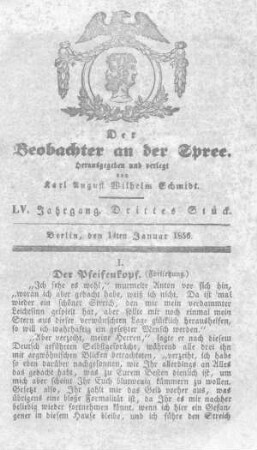 Der
Beobachter an der Spree.
Herausgegeben und verlegt
von
Karl August Wilhelm Schmidt.
LV. Jahrgang. Drittes Stück.
Berlin, den 14ten Januar 1856.
I.
Der Pfeifenkopf. (Fortsetzung.)
„Ich sehe es wohl," murmelte Anton vor sich hin,
„woran ich aber gedacht habe, weiß ich nicht. Da ist mal
wieder ein schöner Streich, den mir mein verdammter
Leichtsinn gespielt hat, aber sollte mir noch einmal mein
Stern aus dieser verwünschten Lage glücklich heraushelfen,
so will ich wahrhaftig ein gesetzter Mensch werden."
„Aber verzeiht, meine Herren," sagte er nach diesem
Deutsch geführten Selbstgespräche, während die drei ihn
mit argwöhnischen Blicken betrachteten, „verzeiht, ich habe
so eben darüber nachgesonnen, wie Ihr allerdings an Alles
das gedacht habt, was zu Eurem Besten dienlich ist, um
mich aber scheint Ihr Euch blutwenig kümmern zu wollen.
Gesetzt also, Ihr zahlt mir das Geld vorher aus, was
übrigens eine bloße Formalität ist, da Ihr es mir nachher
beliebig wieder fortnehmen könnt, wenn ich hier ein Gefan-
gener in diesem Hause bleibe, und ich führe den Streich